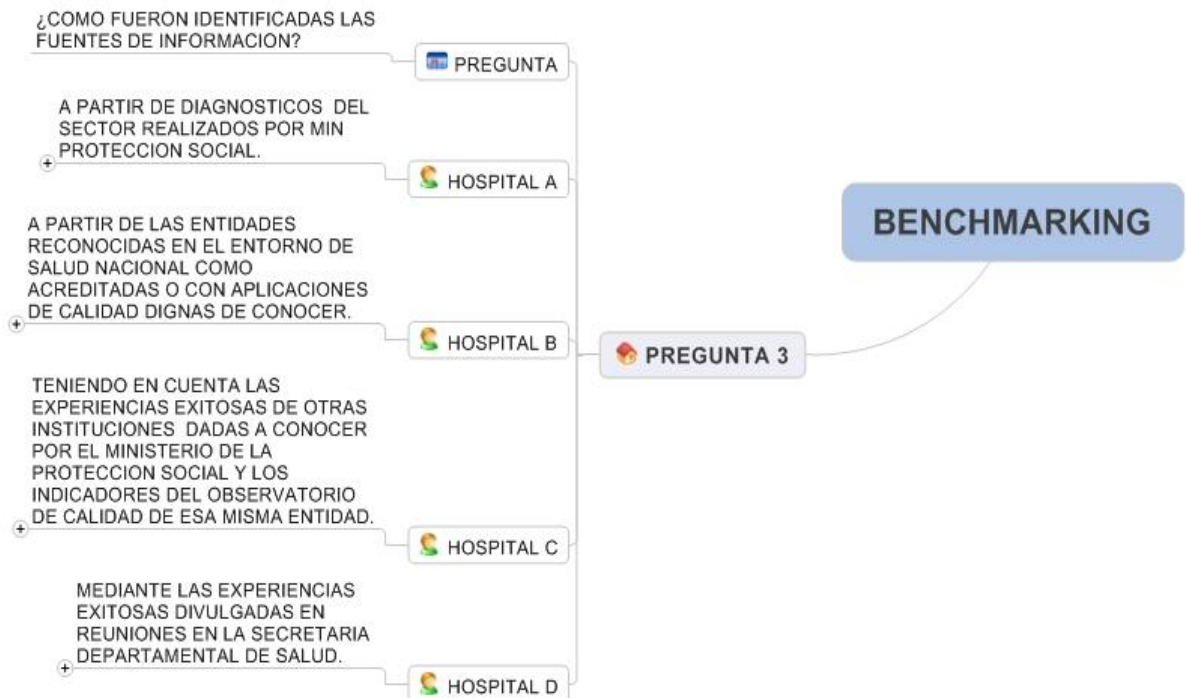 ¿COMO FUERON IDENTIFICADAS LAS
FUENTES DE INFORMACION?
PREGUNTA
A PARTIR DE DIAGNOSTICOS DEL
SECTOR REALIZADOS POR MIN
PROTECCION SOCIAL.
HOSPITAL A
A PARTIR DE LAS ENTIDADES
RECONOCIDAS EN EL ENTORNO DE
SALUD NACIONAL COMO
ACREDITADAS O CON APLICACIONES
DE CALIDAD DIGNAS DE CONOCER.
HOSPITAL B
TENIENDO EN CUENTA LAS
EXPERIENCIAS EXITOSAS DE OTRAS
INSTITUCIONES DADAS A CONOCER
POR EL MINISTERIO DE LA
PROTECCION SOCIAL Y LOS
INDICADORES DEL OBSERVATORIO
DE CALIDAD DE ESA MISMA ENTIDAD.
HOSPITAL C
MEDIANTE LAS EXPERIENCIAS
EXITOSAS DIVULGADAS EN
REUNIONES EN LA SECRETARIA
DEPARTAMENTAL DE SALUD.
HOSPITAL D
PREGUNTA 3
BENCHMARKING